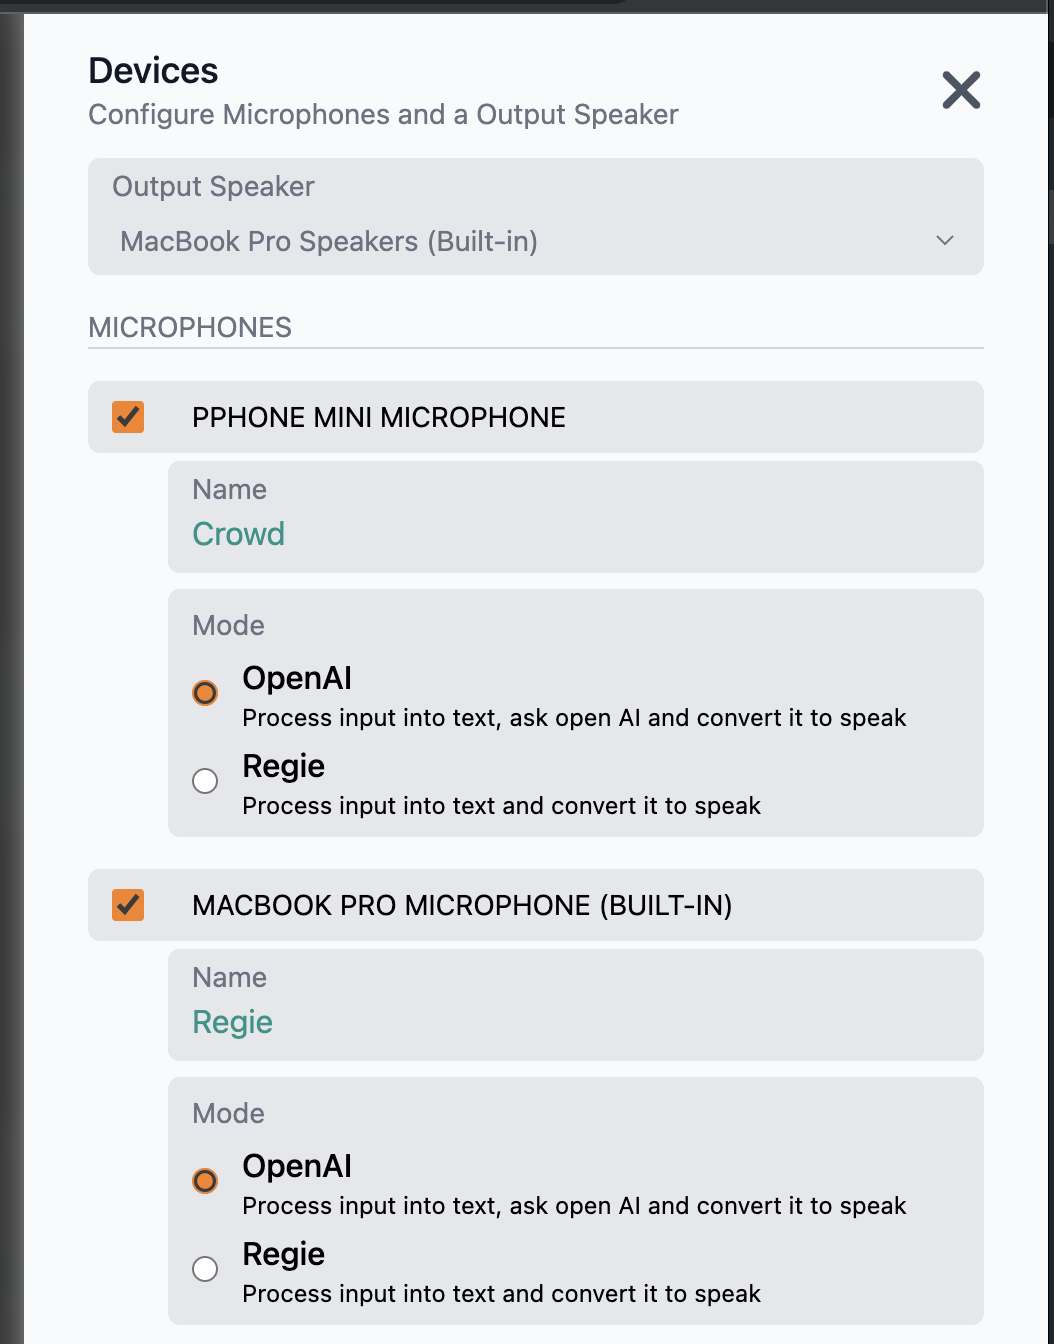 Devices
Configure Microphones and a Output Speaker
Output Speaker
MacBook Pro Speakers (Built-in)
MICROPHONES
PPHONE MINI MICROPHONE
Name
Crowd
Mode
OpenAI
Process input into text, ask open AI and convert it to speak
Regie
Process input into text and convert it to speak
MACBOOK PRO MICROPHONE (BUILT-IN)
Name
Regie
Mode
OpenAI
Process input into text, ask open AI and convert it to speak
Regie
Process input into text and convert it to speak